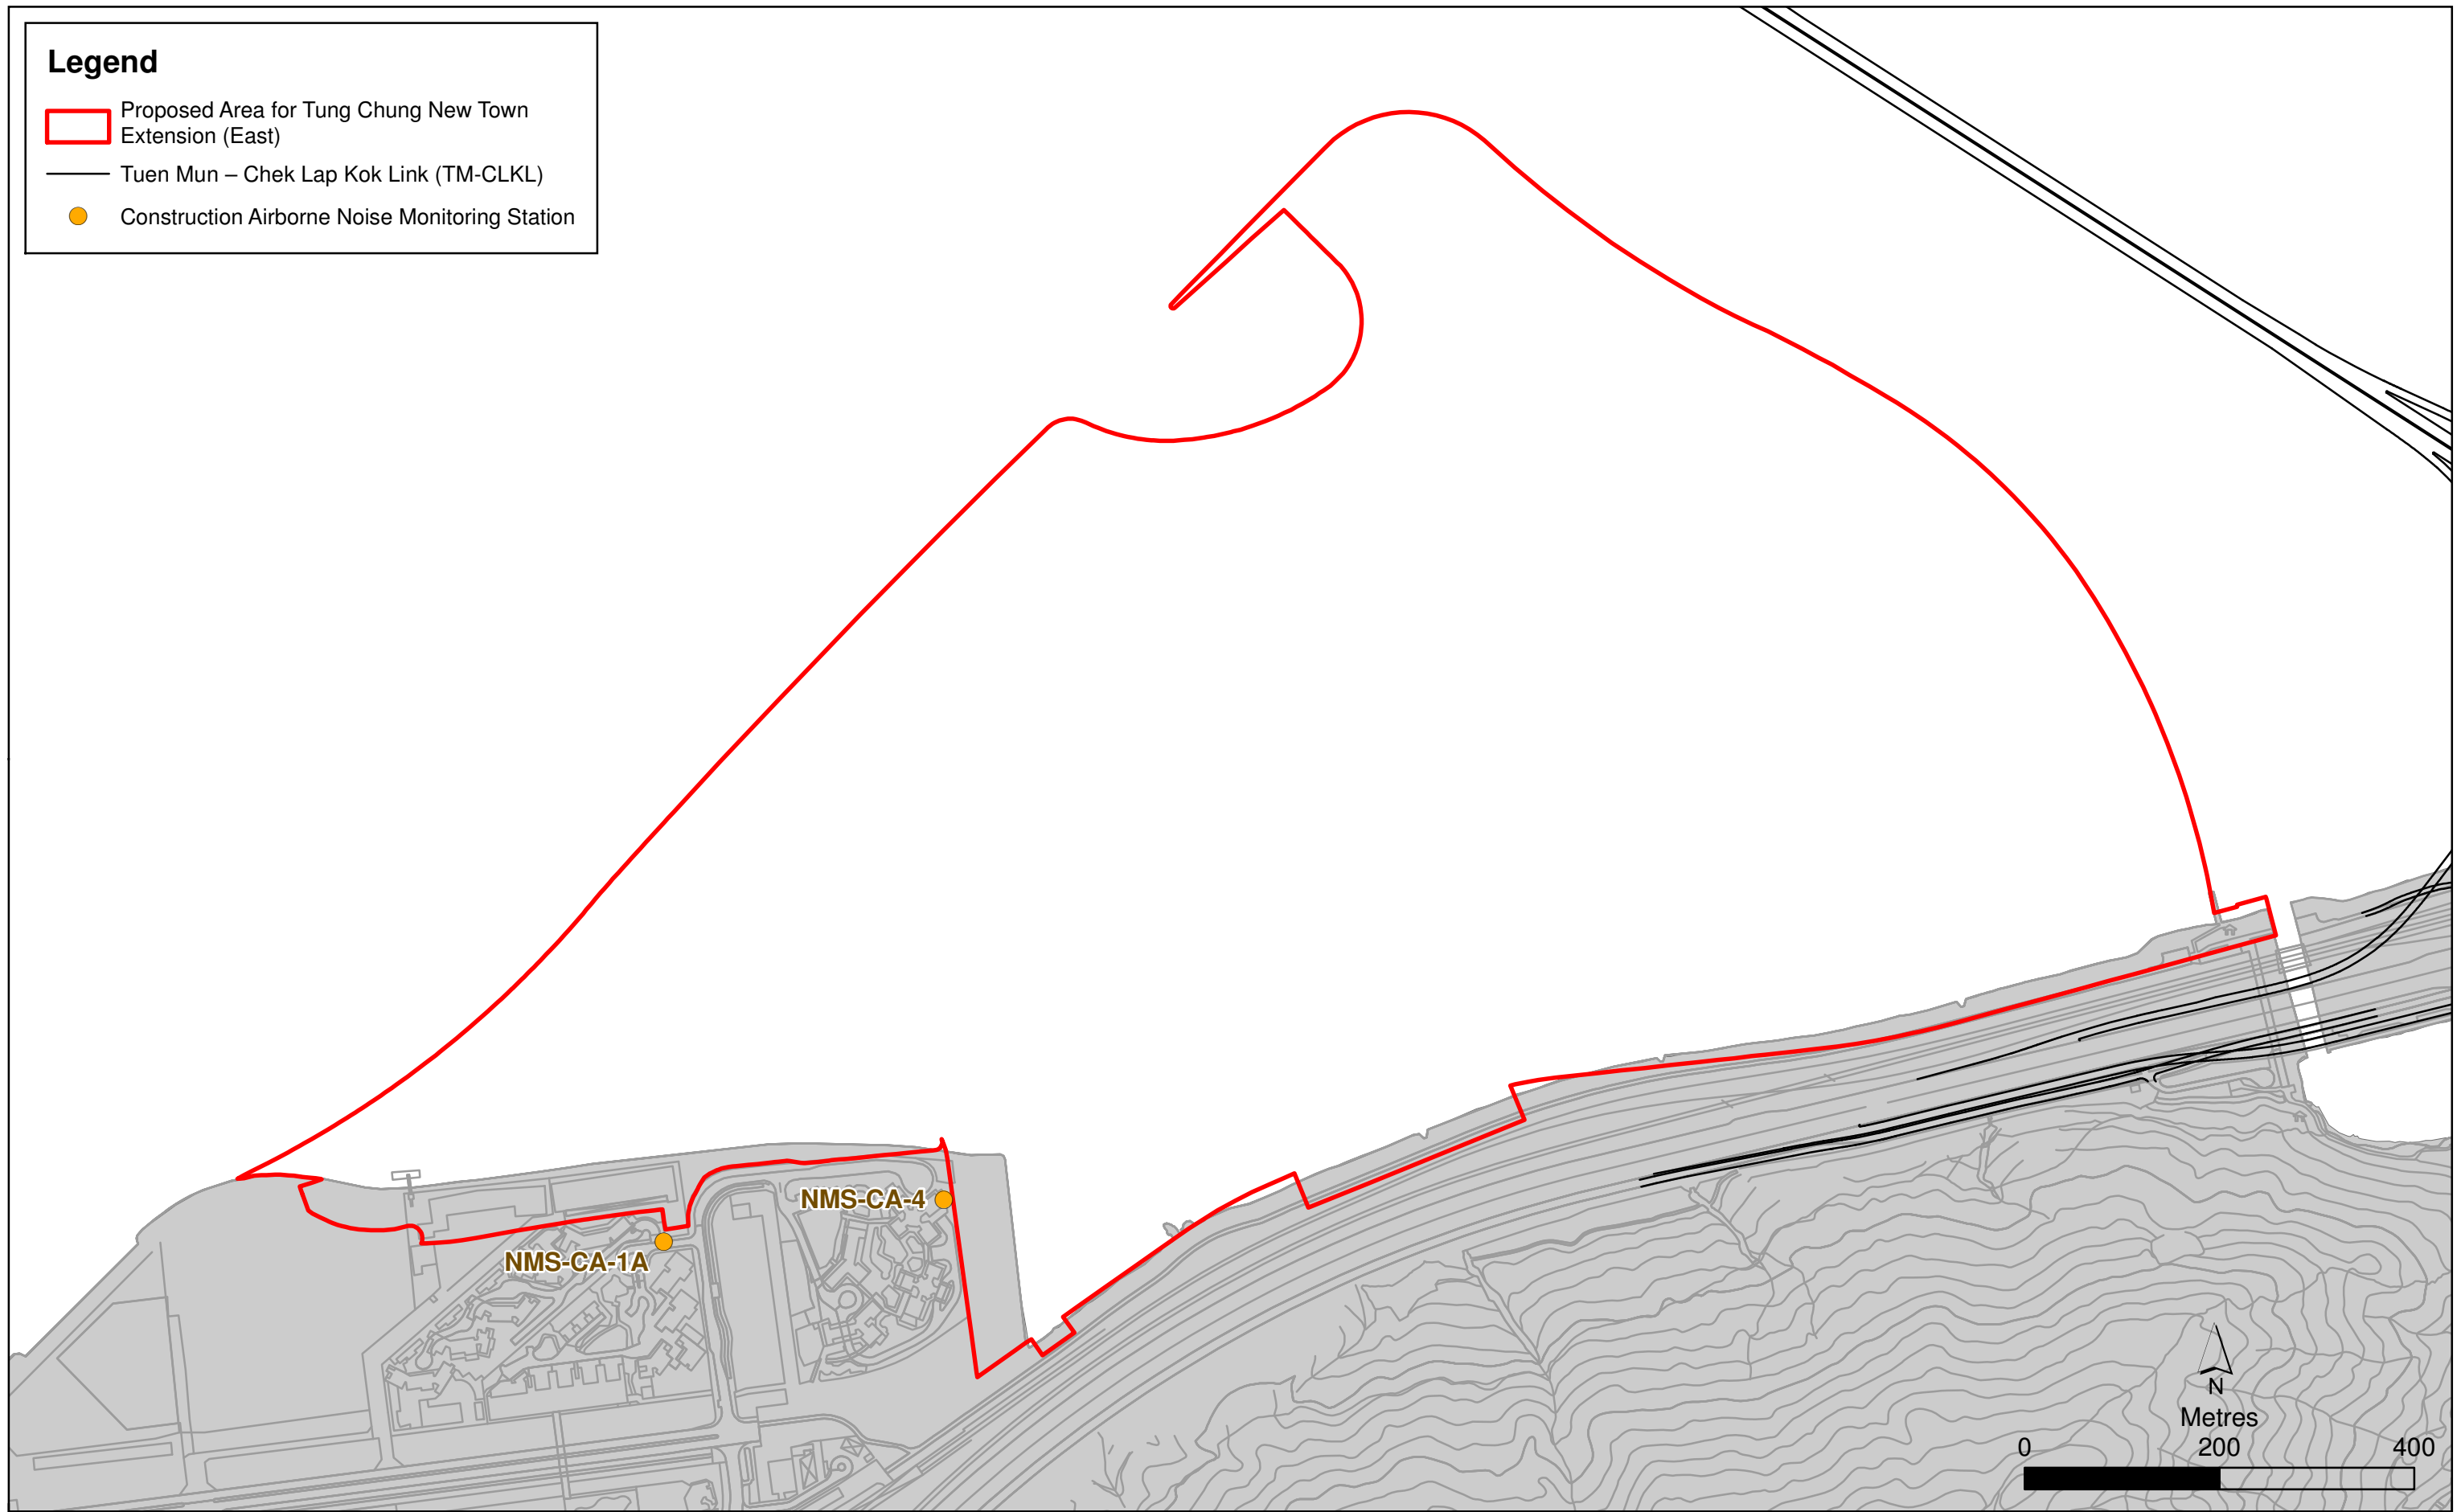 Legend
Proposed Area for Tung Chung New Town
Extension (East)
Tuen Mun – Chek Lap Kok Link (TM-CLKL)
Construction Airborne Noise Monitoring Station
NMS-CA-4
NMS-CA-1A
N
Metres
0 200 400